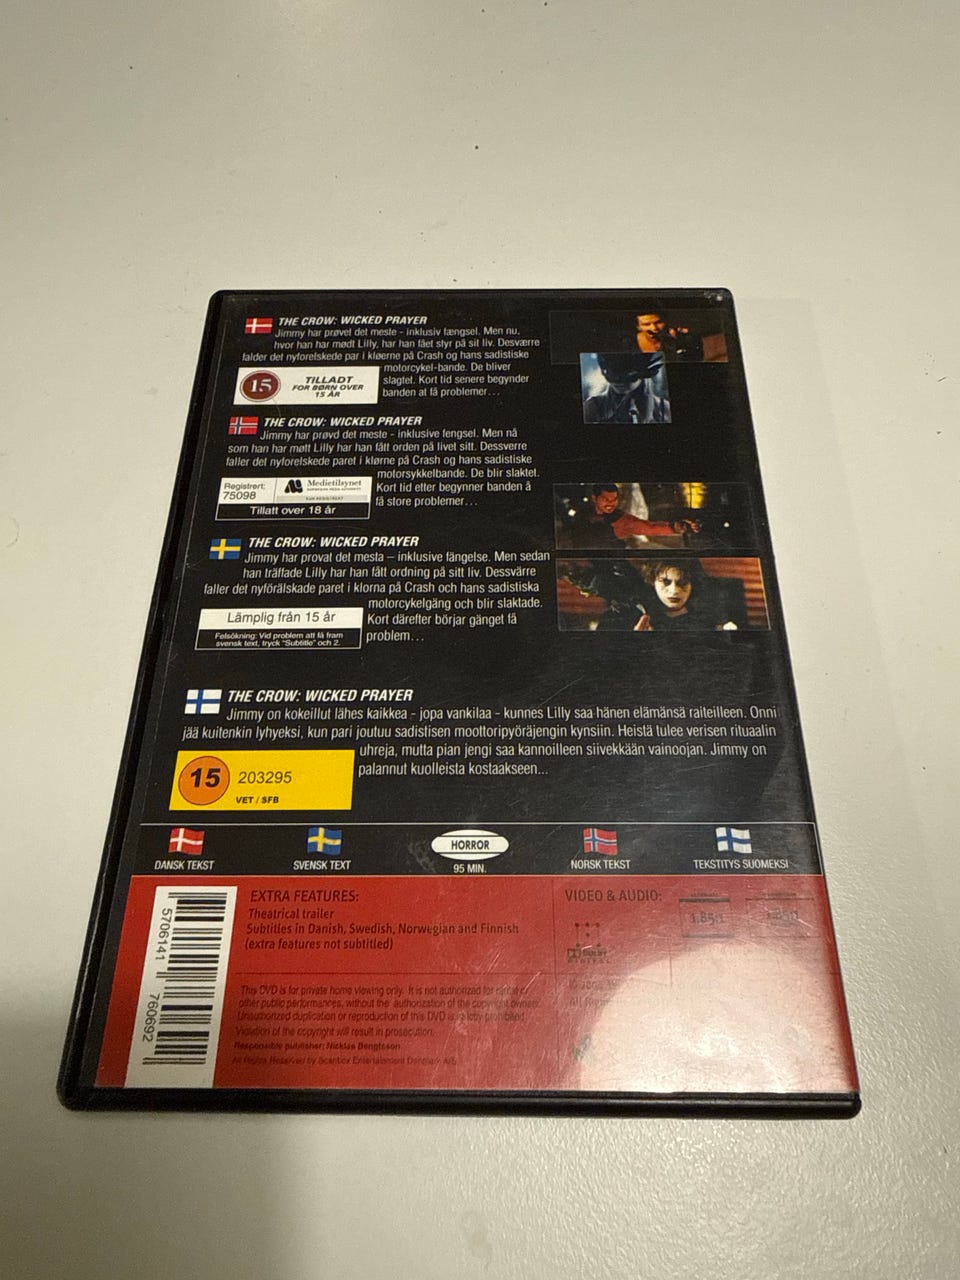 THE CROW: WICKED PRAYER
Jimmy har prøvet det meste - inklusiv fængsel. Men nu,
hvor han har mødt Lilly, har han fået styr på sit liv. Desværre
falder det nyforelskede par i kløerne på Crash og hans sadistiske
motorcykel-bande. De bliver
slagtet. Kort tid senere begynder
banden at få problemer…
15
TILLADT
FOR BØRN OVER
15 ÅR
THE CROW: WICKED PRAYER
Jimmy har prøvd det meste - inklusive fengsel. Men nå
som han har møtt Lilly har han fått orden på livet sitt. Dessverre
faller det nyforelskede paret i klørne på Crash og hans sadistiske
motorsykkelbande. De blir slaktet.
Kort tid etter begynner banden å
få store problemer…
Registrert:
75098
Medietilsynet
Tillatt over 18 år
THE CROW: WICKED PRAYER
Jimmy har provat det mesta – inklusive fängelse. Men sedan
han träffade Lilly har han fått ordning på sitt liv. Dessvärre
faller det nyförälskade paret i klorna på Crash och hans sadistiska
motorcykelgäng och blir slaktade.
Kort därefter börjar gänget få
problem…
Lämplig från 15 år
Felsökning: Vid problem att få fram
svensk text, tryck "Subtitle" och 2.
THE CROW: WICKED PRAYER
Jimmy on kokeillut lähes kaikkea - jopa vankilaa - kunnes Lilly saa hänen elämänsä raiteilleen. Onni
jää kuitenkin lyhyeksi, kun pari joutuu sadistisen moottoripyöräjengin kynsiin. Heistä tulee verisen rituaalin
uhreja, mutta pian jengi saa kannoilleen siivekkään vainoojan. Jimmy on
palannut kuolleista kostaakseen...
15
203295
VET / SFB
DANSK TEKST
SVENSK TEXT
HORROR
95 MIN.
NORSK TEKST
TEKSTITYS SUOMEKSI
EXTRA FEATURES:
Theatrical trailer
Subtitles in Danish, Swedish, Norwegian and Finnish
(extra features not subtitled)
VIDEO & AUDIO:
1.85:1
DOLBY
DIGITAL
This DVD is for private home viewing only. It is not authorized for rental or
other public performances, without the authorization of the copyright owner.
Unauthorized duplication or reproduction of this DVD is strictly prohibited.
Violation of the copyright will result in prosecution.
Responsible publisher: Nicklas Bengtsson
All Rights Reserved by Scanbox Entertainment Denmark A/S
5706141 760692